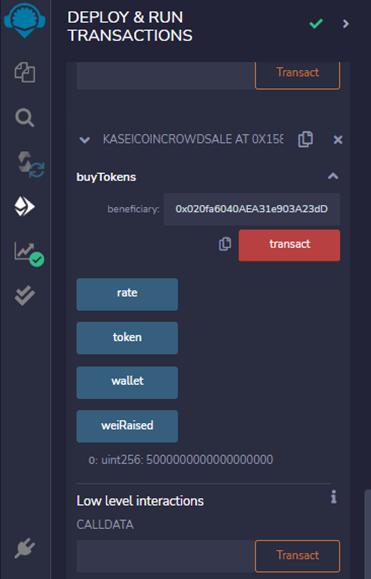 DEPLOY & RUN
TRANSACTIONS
Transact
KASEICOINCROWDSALE AT 0X158
buyTokens
beneficiary: 0x020fa6040AEA31e903A23dD
transact
rate
token
wallet
weiRaised
0: uint256: 5000000000000000000
Low level interactions
CALLDATA
Transact